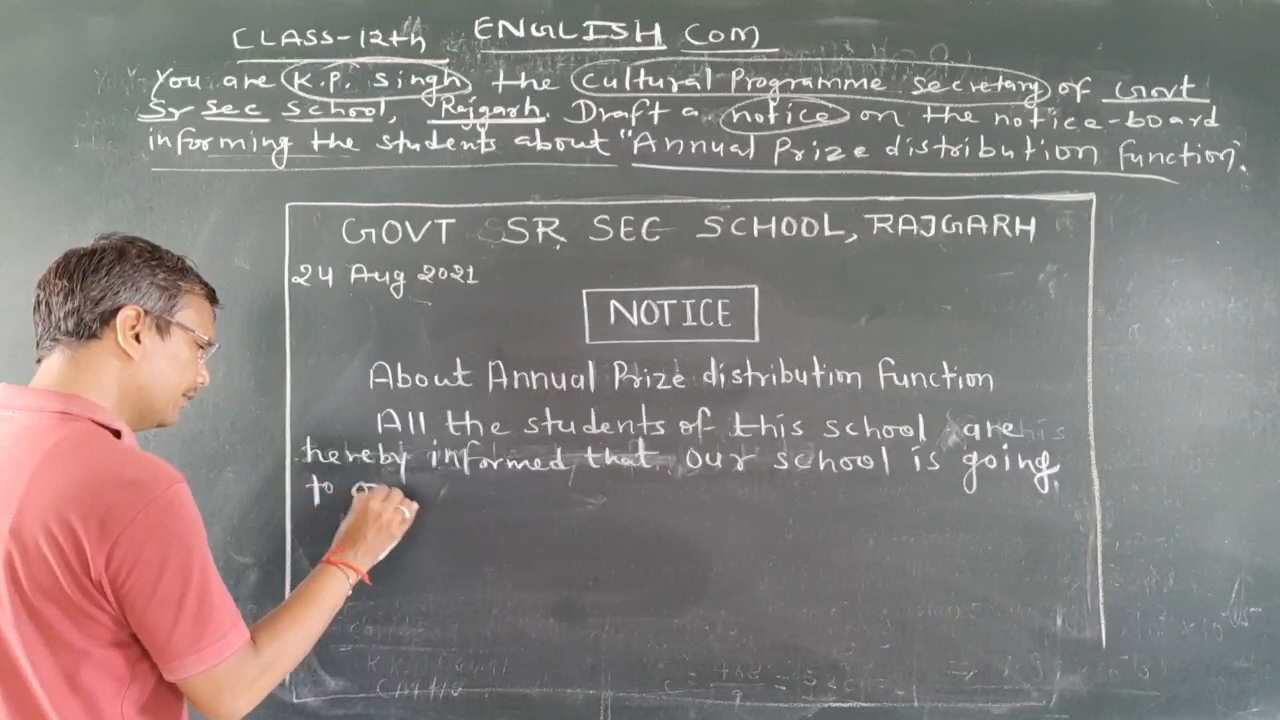 CLASS-12th ENGLISH COM
You are K.P. Singh the Cultural Programme secretary of Govt
Sr Sec School, Rajgarh. Draft a notice on the notice-board
informing the students about "Annual Prize distribution function".
GOVT SR SEC SCHOOL, RAJGARH
24 Aug 2021
NOTICE
About Annual Prize distribution function
All the students of this school are
hereby informed that our school is going
to